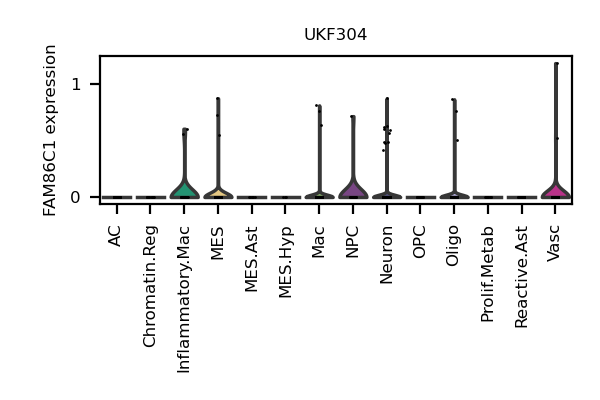 UKF304
FAM86C1 expression
1
0
AC
Chromatin.Reg
Inflammatory.Mac
MES
MES.Ast
MES.Hyp
Mac
NPC
Neuron
OPC
Oligo
Prolif.Metab
Reactive.Ast
Vasc